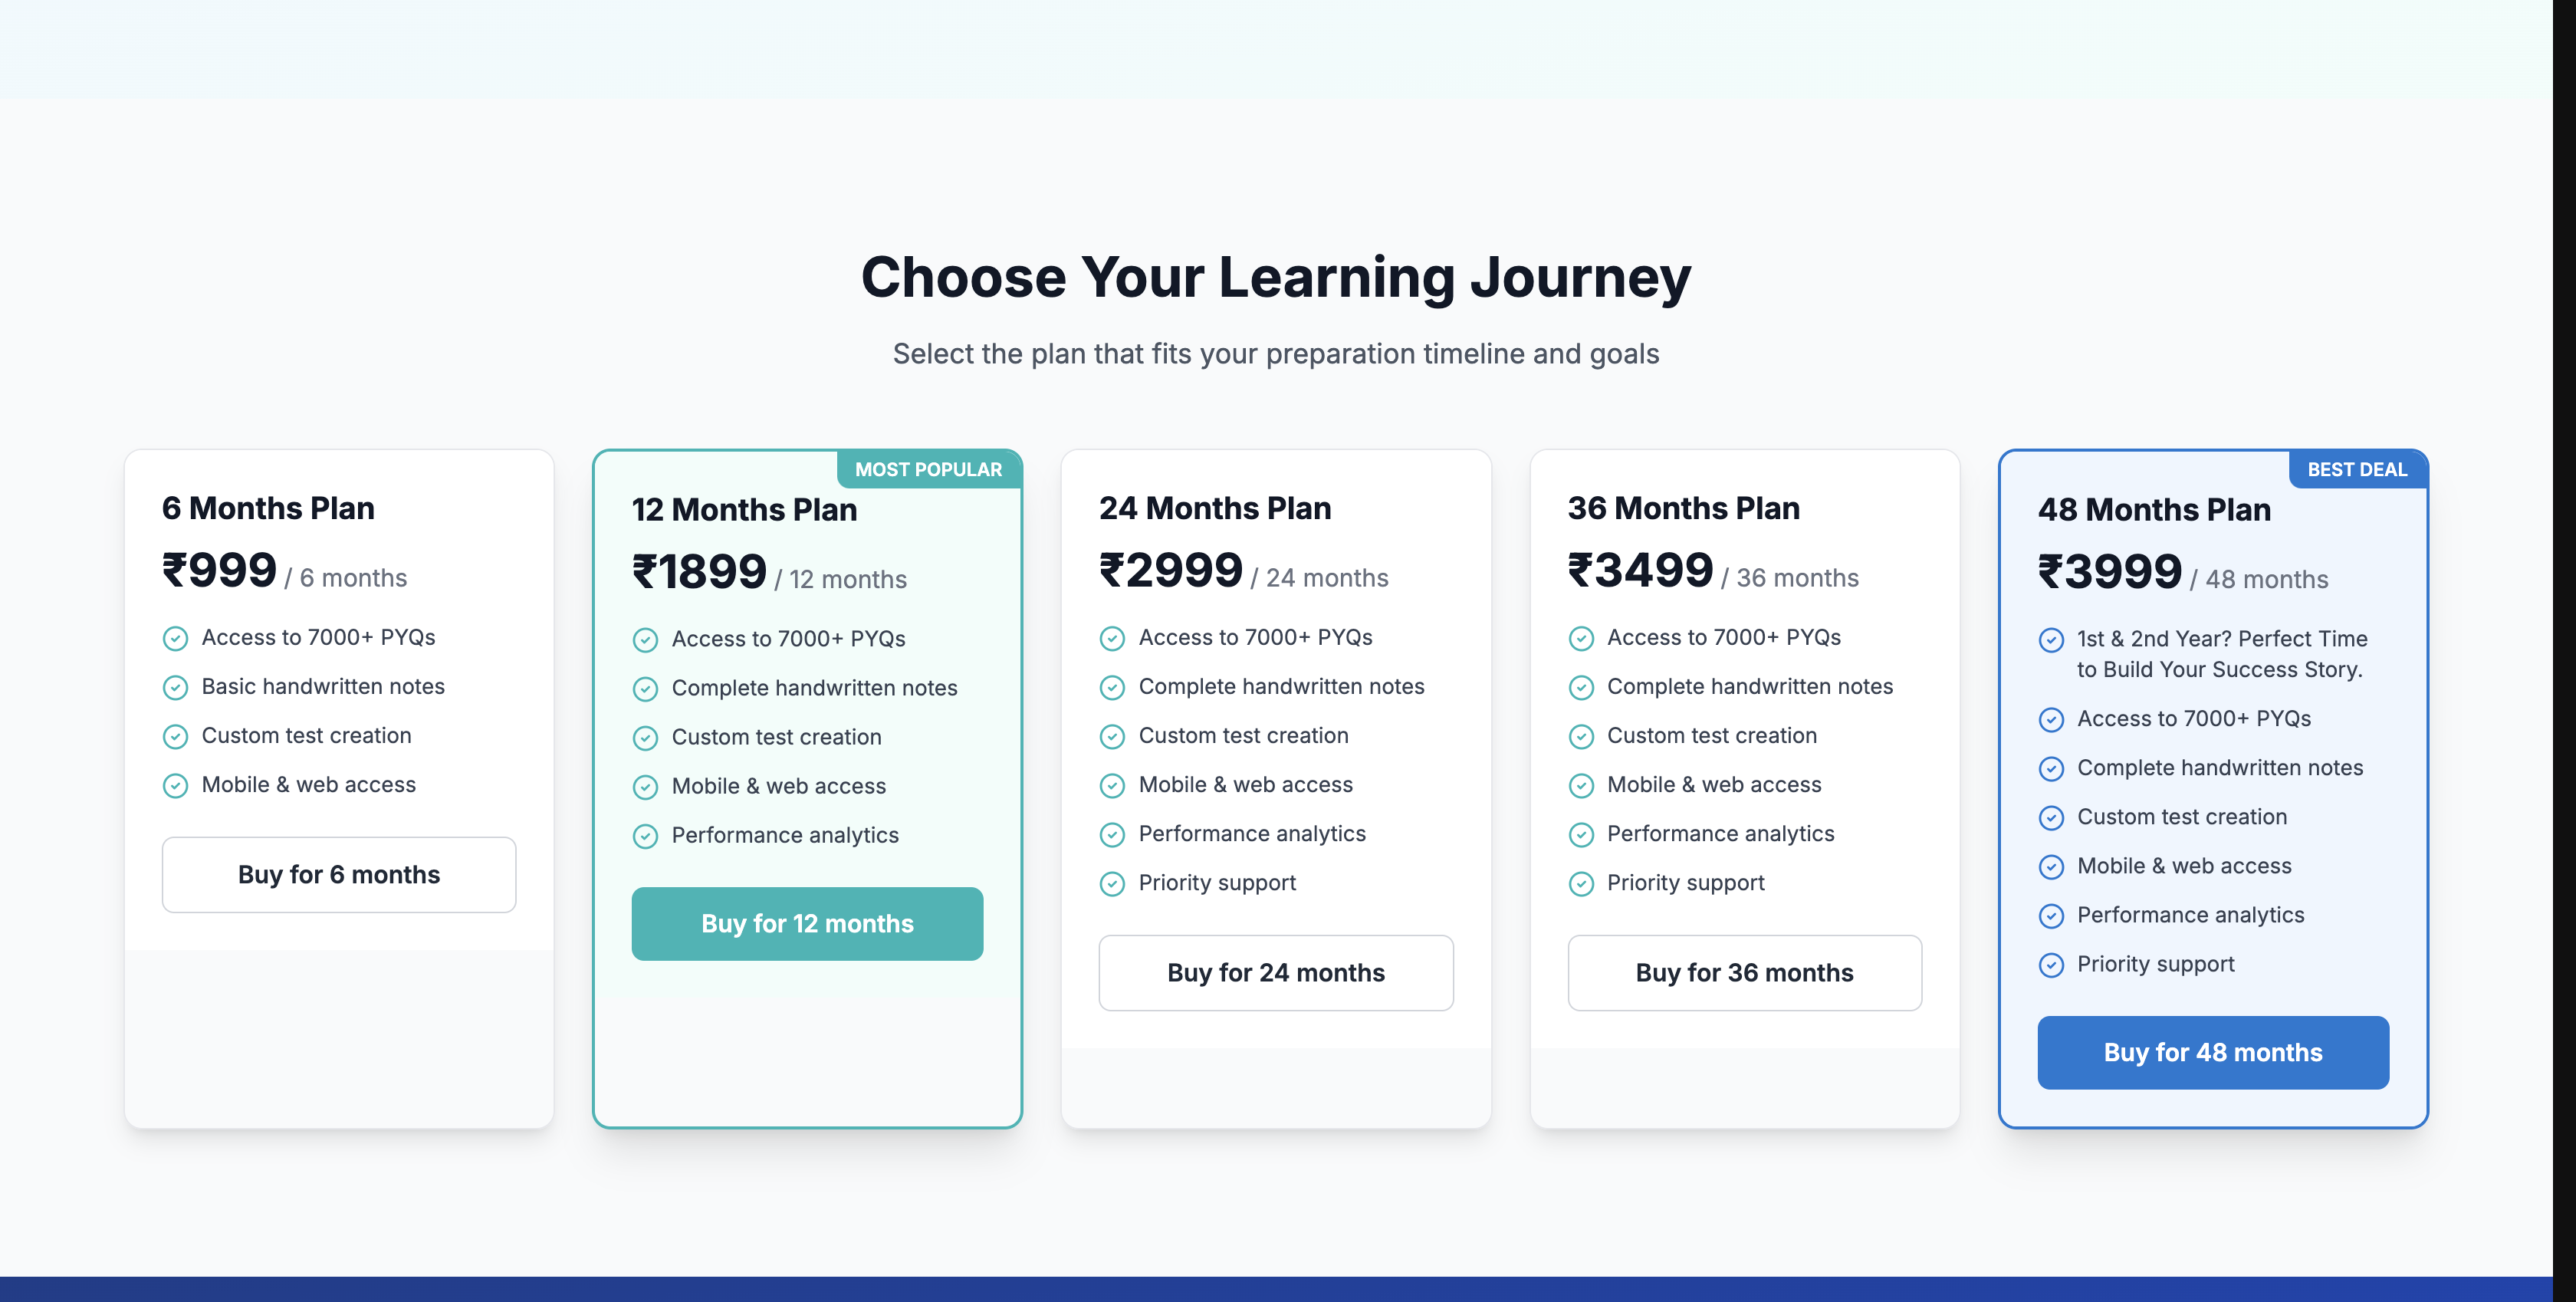 Choose Your Learning Journey
Select the plan that fits your preparation timeline and goals
6 Months Plan
₹999 / 6 months
Access to 7000+ PYQs
Basic handwritten notes
Custom test creation
Mobile & web access
Buy for 6 months
MOST POPULAR
12 Months Plan
₹1899 / 12 months
Access to 7000+ PYQs
Complete handwritten notes
Custom test creation
Mobile & web access
Performance analytics
Buy for 12 months
24 Months Plan
₹2999 / 24 months
Access to 7000+ PYQs
Complete handwritten notes
Custom test creation
Mobile & web access
Performance analytics
Priority support
Buy for 24 months
36 Months Plan
₹3499 / 36 months
Access to 7000+ PYQs
Complete handwritten notes
Custom test creation
Mobile & web access
Performance analytics
Priority support
Buy for 36 months
BEST DEAL
48 Months Plan
₹3999 / 48 months
1st & 2nd Year? Perfect Time
to Build Your Success Story.
Access to 7000+ PYQs
Complete handwritten notes
Custom test creation
Mobile & web access
Performance analytics
Priority support
Buy for 48 months